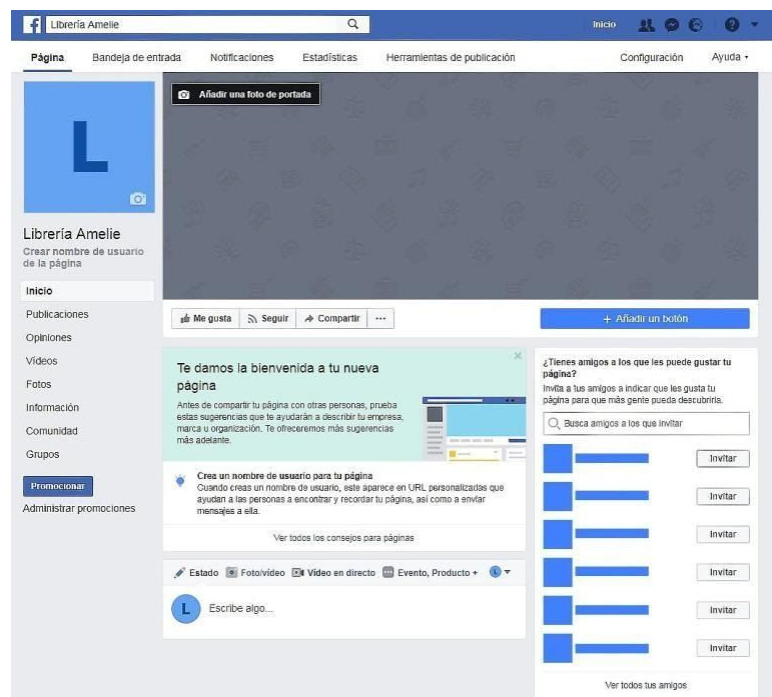 Librería Amelie
Inicio
Página Bandeja de entrada Notificaciones Estadísticas Herramientas de publicación Configuración Ayuda
Añadir una foto de portada
L
Librería Amelie
Crear nombre de usuario
de la página
Inicio
Publicaciones
Opiniones
Vídeos
Fotos
Información
Comunidad
Grupos
Promocionar
Administrar promociones
Me gusta Seguir Compartir ...
+ Añadir un botón
Te damos la bienvenida a tu nueva
página
Antes de compartir tu página con otras personas, prueba
estas sugerencias que te ayudarán a describir tu empresa,
marca u organización. Te ofreceremos más sugerencias
más adelante.
Crea un nombre de usuario para tu página
Cuando creas un nombre de usuario, este aparece en URL personalizadas que
ayudan a las personas a encontrar y recordar tu página, así como a enviar
mensajes a ella.
Ver todos los consejos para páginas
Estado Foto/vídeo Vídeo en directo Evento, Producto + L
L
Escribe algo...
¿Tienes amigos a los que les puede gustar tu
página?
Invita a tus amigos a indicar que les gusta tu
página para que más gente pueda descubrirla.
Busca amigos a los que invitar
Invitar
Invitar
Invitar
Invitar
Invitar
Invitar
Ver todos tus amigos